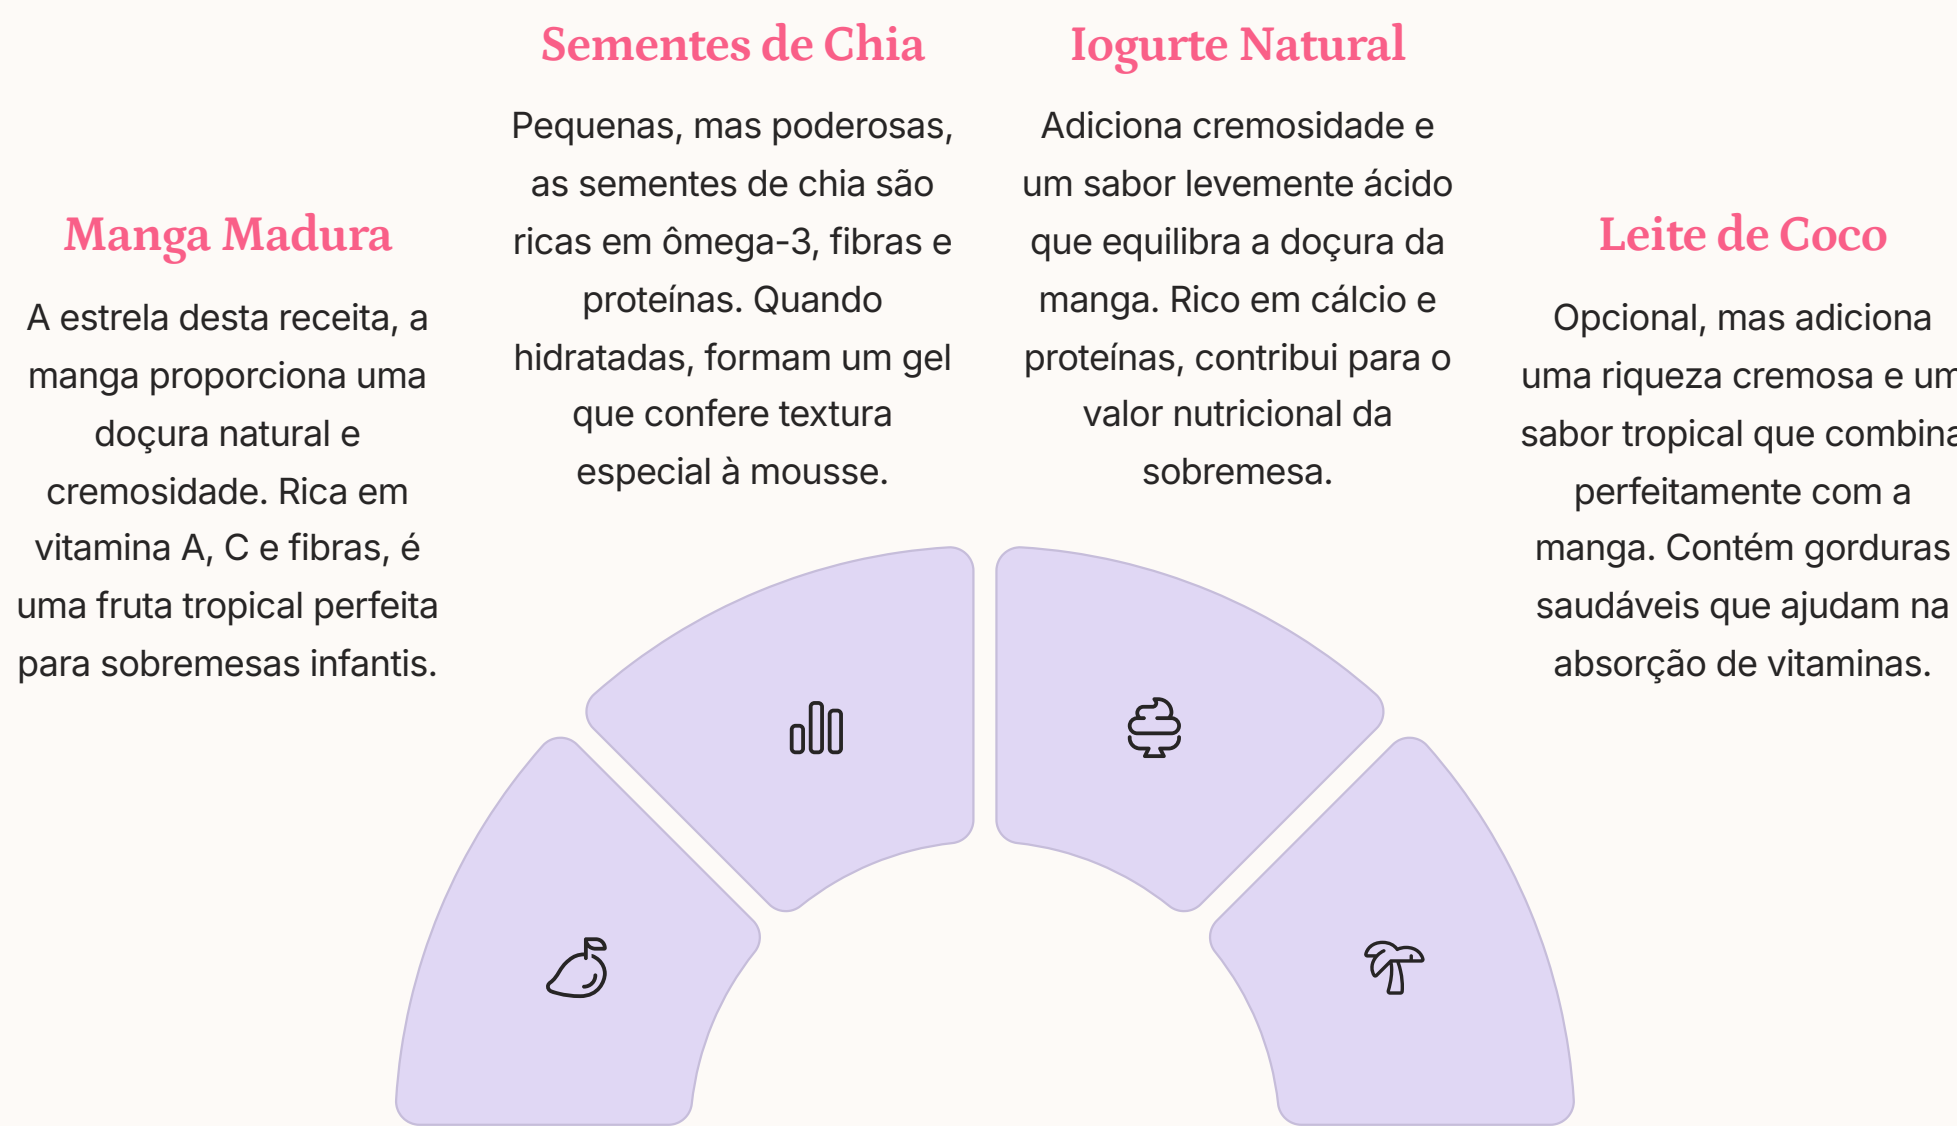 Manga Madura
A estrela desta receita, a
manga proporciona uma
doçura natural e
cremosidade. Rica em
vitamina A, C e fibras, é
uma fruta tropical perfeita
para sobremesas infantis.
Sementes de Chia
Pequenas, mas poderosas,
as sementes de chia são
ricas em ômega-3, fibras e
proteínas. Quando
hidratadas, formam um gel
que confere textura
especial à mousse.
Iogurte Natural
Adiciona cremosidade e
um sabor levemente ácido
que equilibra a doçura da
manga. Rico em cálcio e
proteínas, contribui para o
valor nutricional da
sobremesa.
Leite de Coco
Opcional, mas adiciona
uma riqueza cremosa e um
sabor tropical que combina
perfeitamente com a
manga. Contém gorduras
saudáveis que ajudam na
absorção de vitaminas.